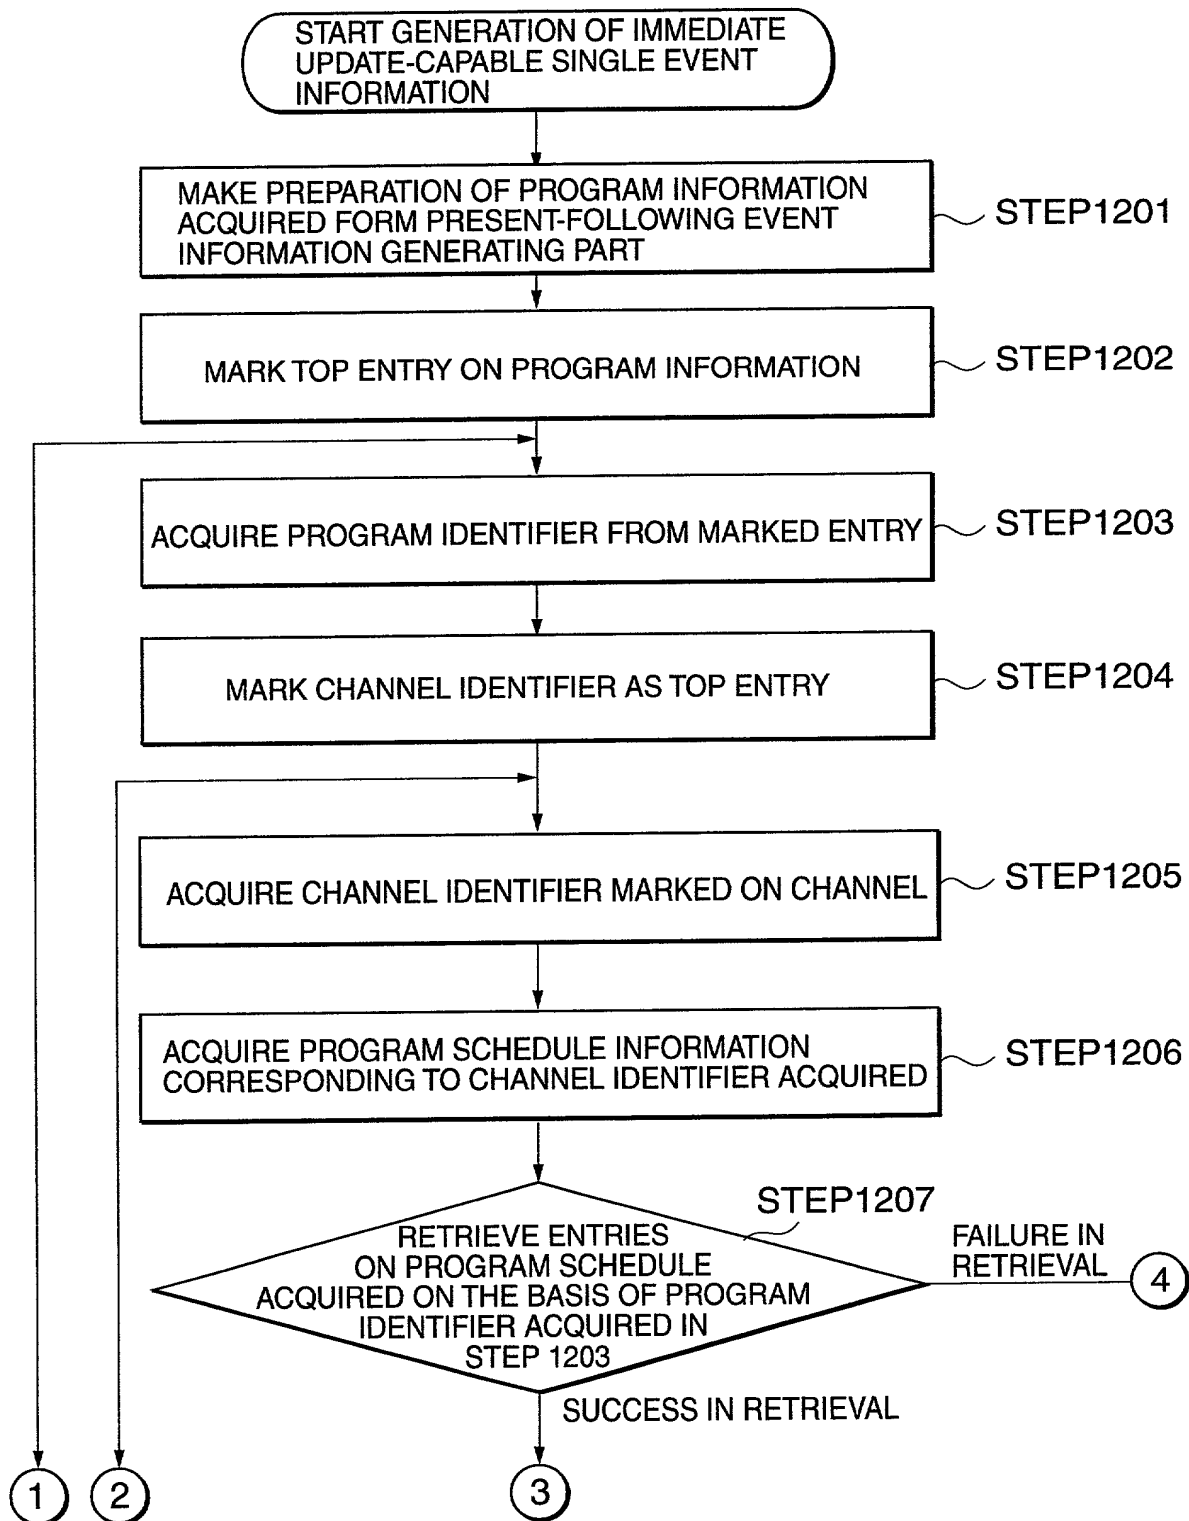 START GENERATION OF IMMEDIATE
UPDATE-CAPABLE SINGLE EVENT
INFORMATION
MAKE PREPARATION OF PROGRAM INFORMATION
ACQUIRED FORM PRESENT-FOLLOWING EVENT
INFORMATION GENERATING PART
STEP1201
MARK TOP ENTRY ON PROGRAM INFORMATION
STEP1202
ACQUIRE PROGRAM IDENTIFIER FROM MARKED ENTRY
STEP1203
MARK CHANNEL IDENTIFIER AS TOP ENTRY
STEP1204
ACQUIRE CHANNEL IDENTIFIER MARKED ON CHANNEL
STEP1205
ACQUIRE PROGRAM SCHEDULE INFORMATION
CORRESPONDING TO CHANNEL IDENTIFIER ACQUIRED
STEP1206
STEP1207
RETRIEVE ENTRIES
ON PROGRAM SCHEDULE
ACQUIRED ON THE BASIS OF PROGRAM
IDENTIFIER ACQUIRED IN
STEP 1203
FAILURE IN
RETRIEVAL
4
SUCCESS IN RETRIEVAL
1
2
3